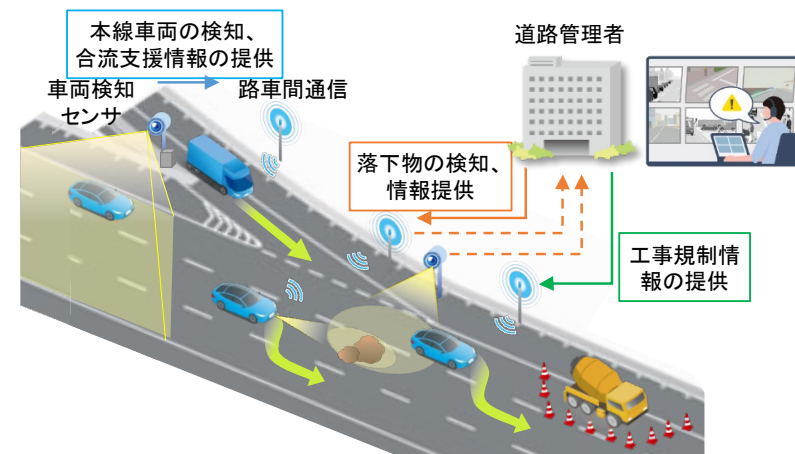 本線車両の検知、
合流支援情報の提供
車両検知
センサ
路車間通信
道路管理者
落下物の検知、
情報提供
工事規制情
報の提供